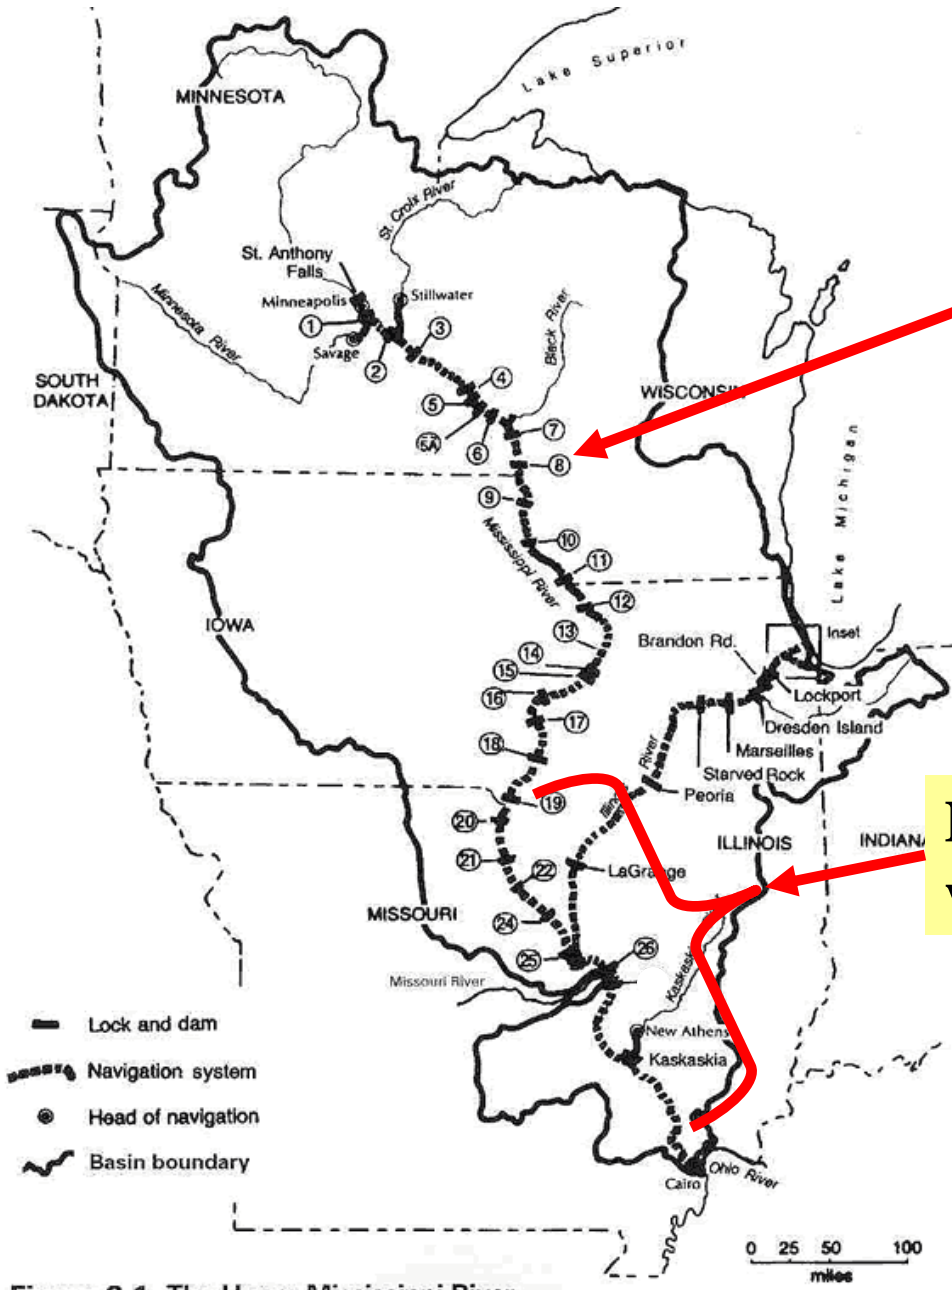 Lake Superior
MINNESOTA
St. Croix River
St. Anthony
Falls
Minneapolis
Stillwater
Minnesota River
1
Savage
2
3
Black River
SOUTH
DAKOTA
4
5
5A
6
7
WISCONSIN
8
9
Lake Michigan
Mississippi River
10
11
12
IOWA
13
Inset
Brandon Rd.
14
15
16
Lockport
17
Dresden Island
Marseilles
18
Starved Rock
River
Peoria
19
20
ILLINOIS
INDIANA
21
LaGrange
22
MISSOURI
24
25
26
Missouri River
New Athens
Kaskaskia
Lock and dam
Navigation system
Head of navigation
Basin boundary
Cairo
Ohio River
0 25 50 100
miles